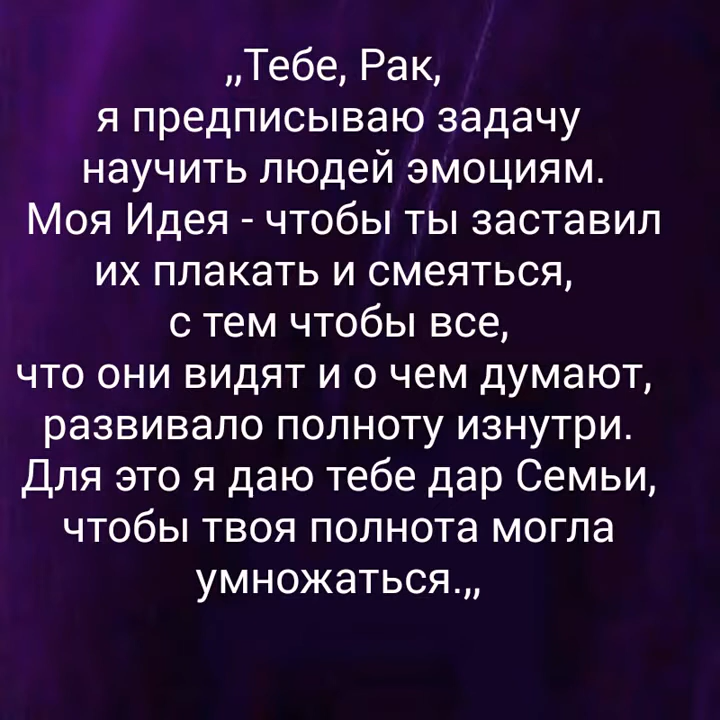 „Тебе, Рак,
я предписываю задачу
научить людей эмоциям.
Моя Идея - чтобы ты заставил
их плакать и смеяться,
с тем чтобы все,
что они видят и о чем думают,
развивало полноту изнутри.
Для это я даю тебе дар Семьи,
чтобы твоя полнота могла
умножаться.„